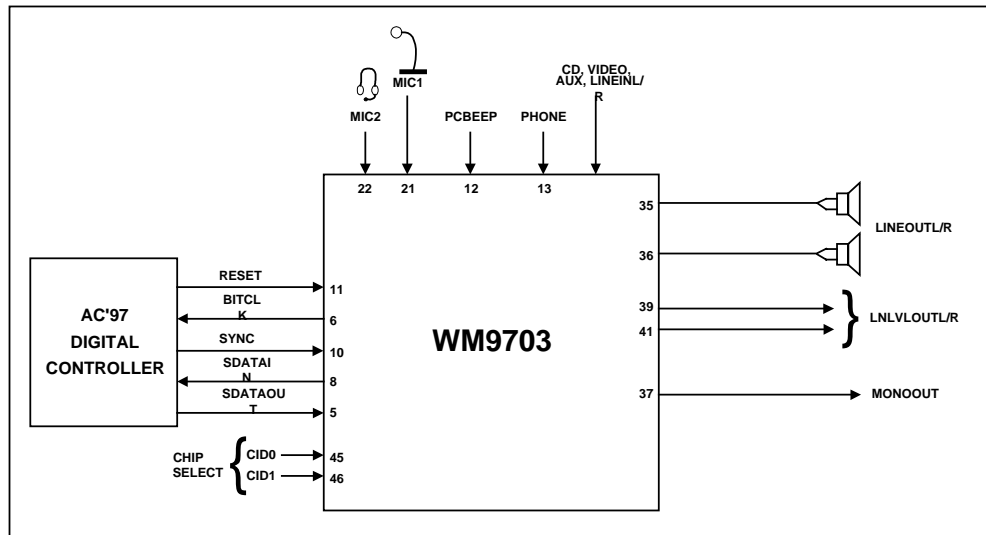 CD, VIDEO,
AUX, LINEINL/
R
MIC1
MIC2
PCBEEP
PHONE
22
21
12
13
35
LINEOUTL/R
36
RESET
11
BITCL
K
6
AC'97
DIGITAL
CONTROLLER
SYNC
10
SDATAI
N
8
SDATAOU
T
5
WM9703
39
LNLVLOUTL/R
41
37
MONOOUT
CHIP
SELECT
CID0
45
CID1
46